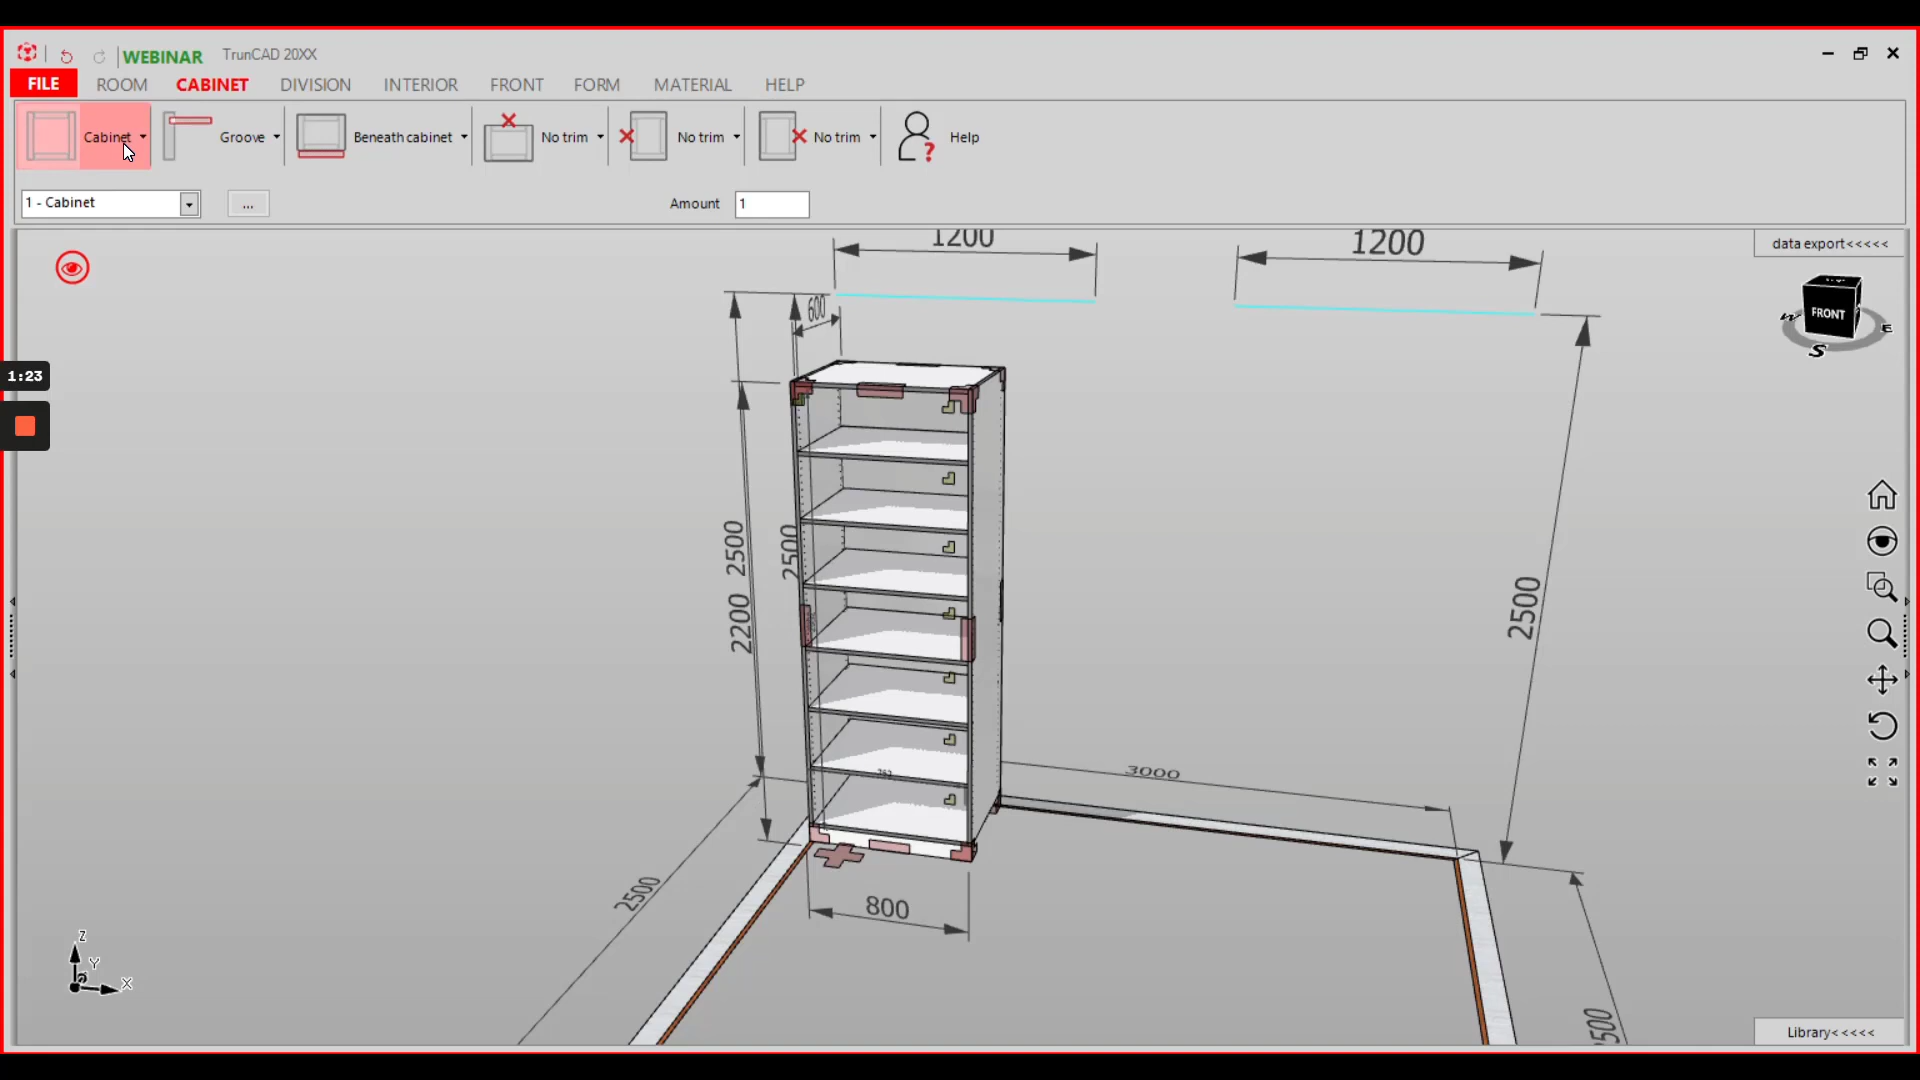 WEBINAR TrunCAD 20XX
FILE ROOM CABINET DIVISION INTERIOR FRONT FORM MATERIAL HELP
Cabinet Groove Beneath cabinet No trim No trim No trim Help
1 - Cabinet ... Amount 1
data export<<<<<
1200 1200
600
FRONT
W E
S
1:23
2500
2500
2500
2200
3000
2500
800
2500
Z
Y
X
Library<<<<<